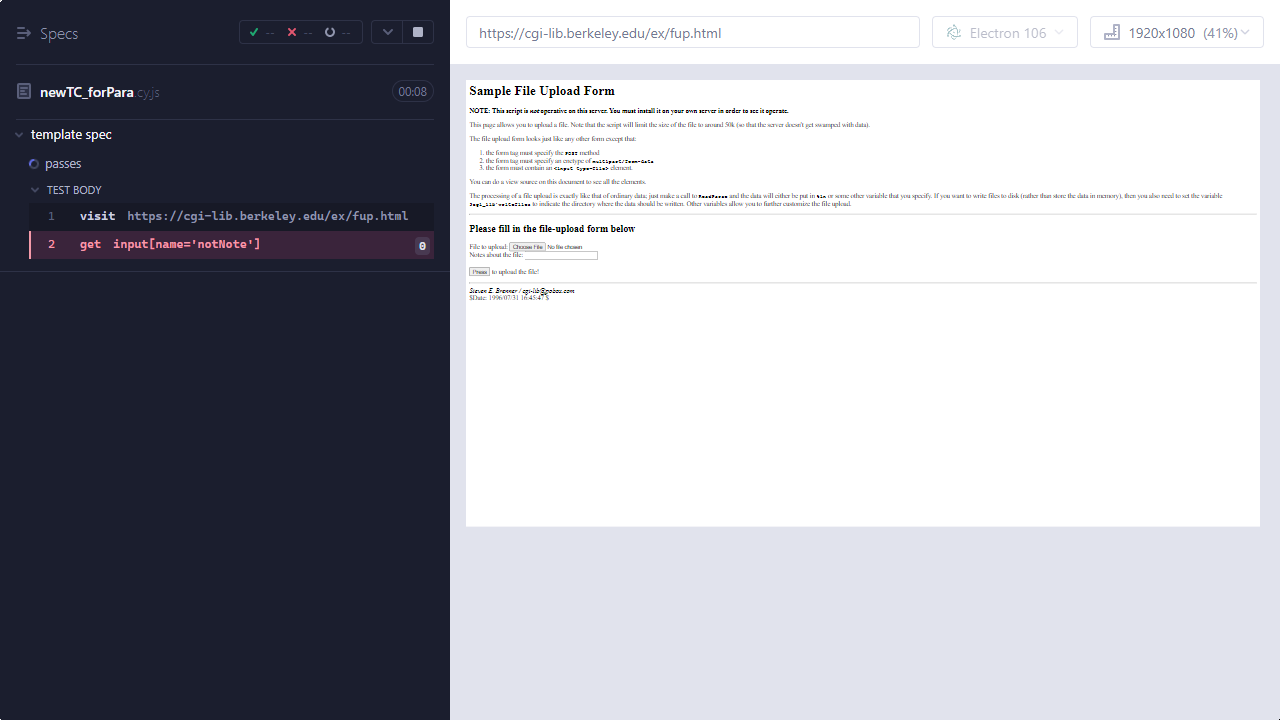 Specs
-- -- --
https://cgi-lib.berkeley.edu/ex/fup.html
Electron 106
1920x1080 (41%)
newTC_forPara.cy.js
00:08
template spec
passes
TEST BODY
1 visit https://cgi-lib.berkeley.edu/ex/fup.html
2 get input[name='notNote'] 0
Sample File Upload Form
NOTE: This script is not operative on this server. You must install it on your own server in order to see it operate.
This page allows you to upload a file. Note that the script will limit the size of the file to around 50k (so that the server doesn't get swamped with data).
The file upload form looks just like any other form except that:
1. the form tag must specify the POST method
2. the form tag must specify an enctype of multipart/form-data
3. the form must contain an <input type=file> element.
You can do a view source on this document to see all the elements.
The processing of a file upload is exactly like that of ordinary data: just make a call to ReadParse and the data will either be put in %in or some other variable that you specify. If you want to write files to disk (rather than store the data in memory), then you also need to set the variable
$cgi_lib'writefiles to indicate the directory where the data should be written. Other variables allow you to further customize the file upload.
Please fill in the file-upload form below
File to upload: Choose File No file chosen
Notes about the file:
Press to upload the file!
Steven E. Brenner / cgi-lib@pobox.com
$Date: 1996/07/31 16:45:47 $